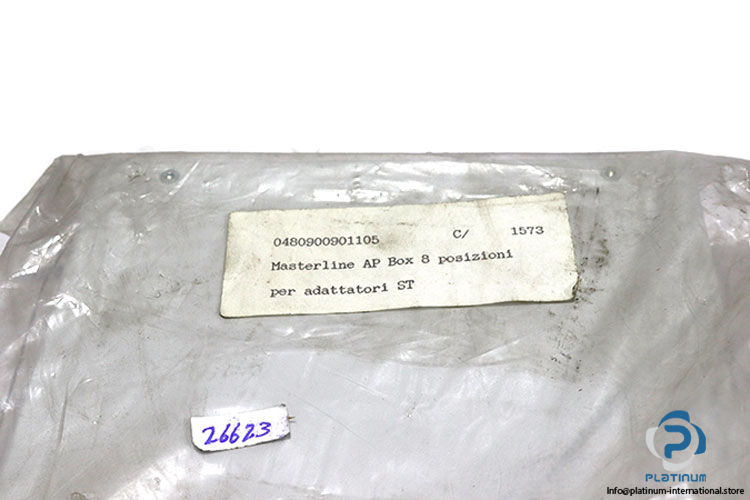 0480900901105 C/ 1573
Masterline AP Box 8 posizioni
per adattatori ST
26623
PLATINUM
Info@platinum-international.store